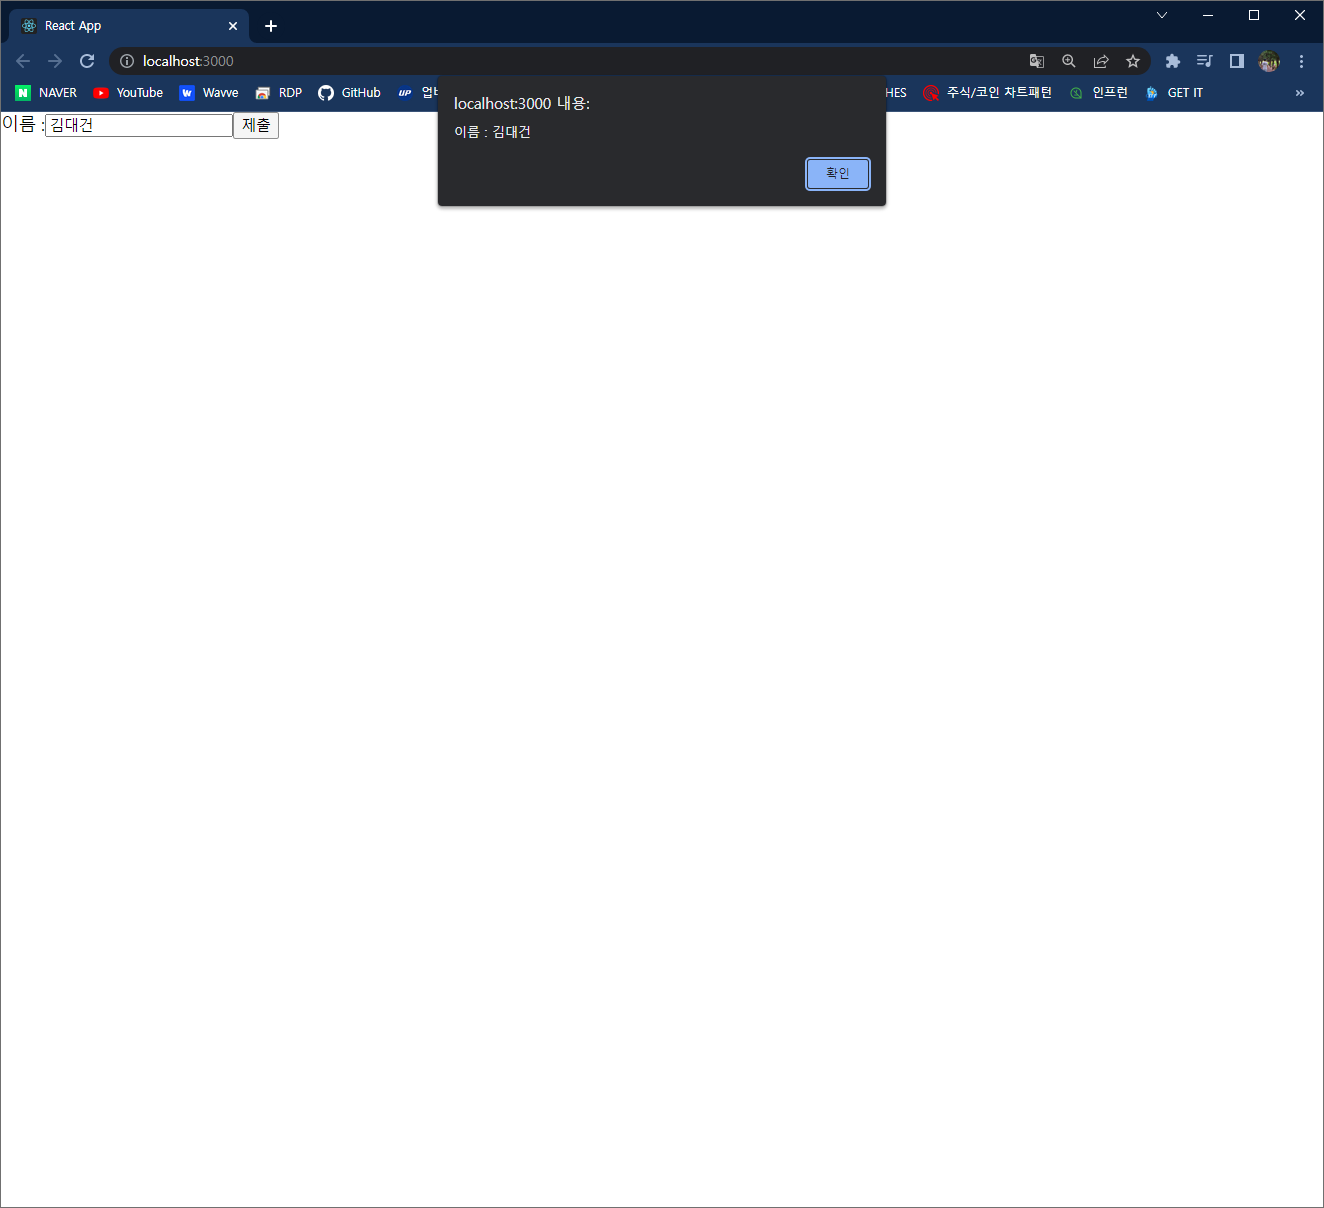 React App
localhost:3000
NAVER YouTube Wavve RDP GitHub HES 주식/코인 차트패턴 인프런 GET IT
localhost:3000 내용:
이름 : 김대건
확인
이름 : 김대건 제출